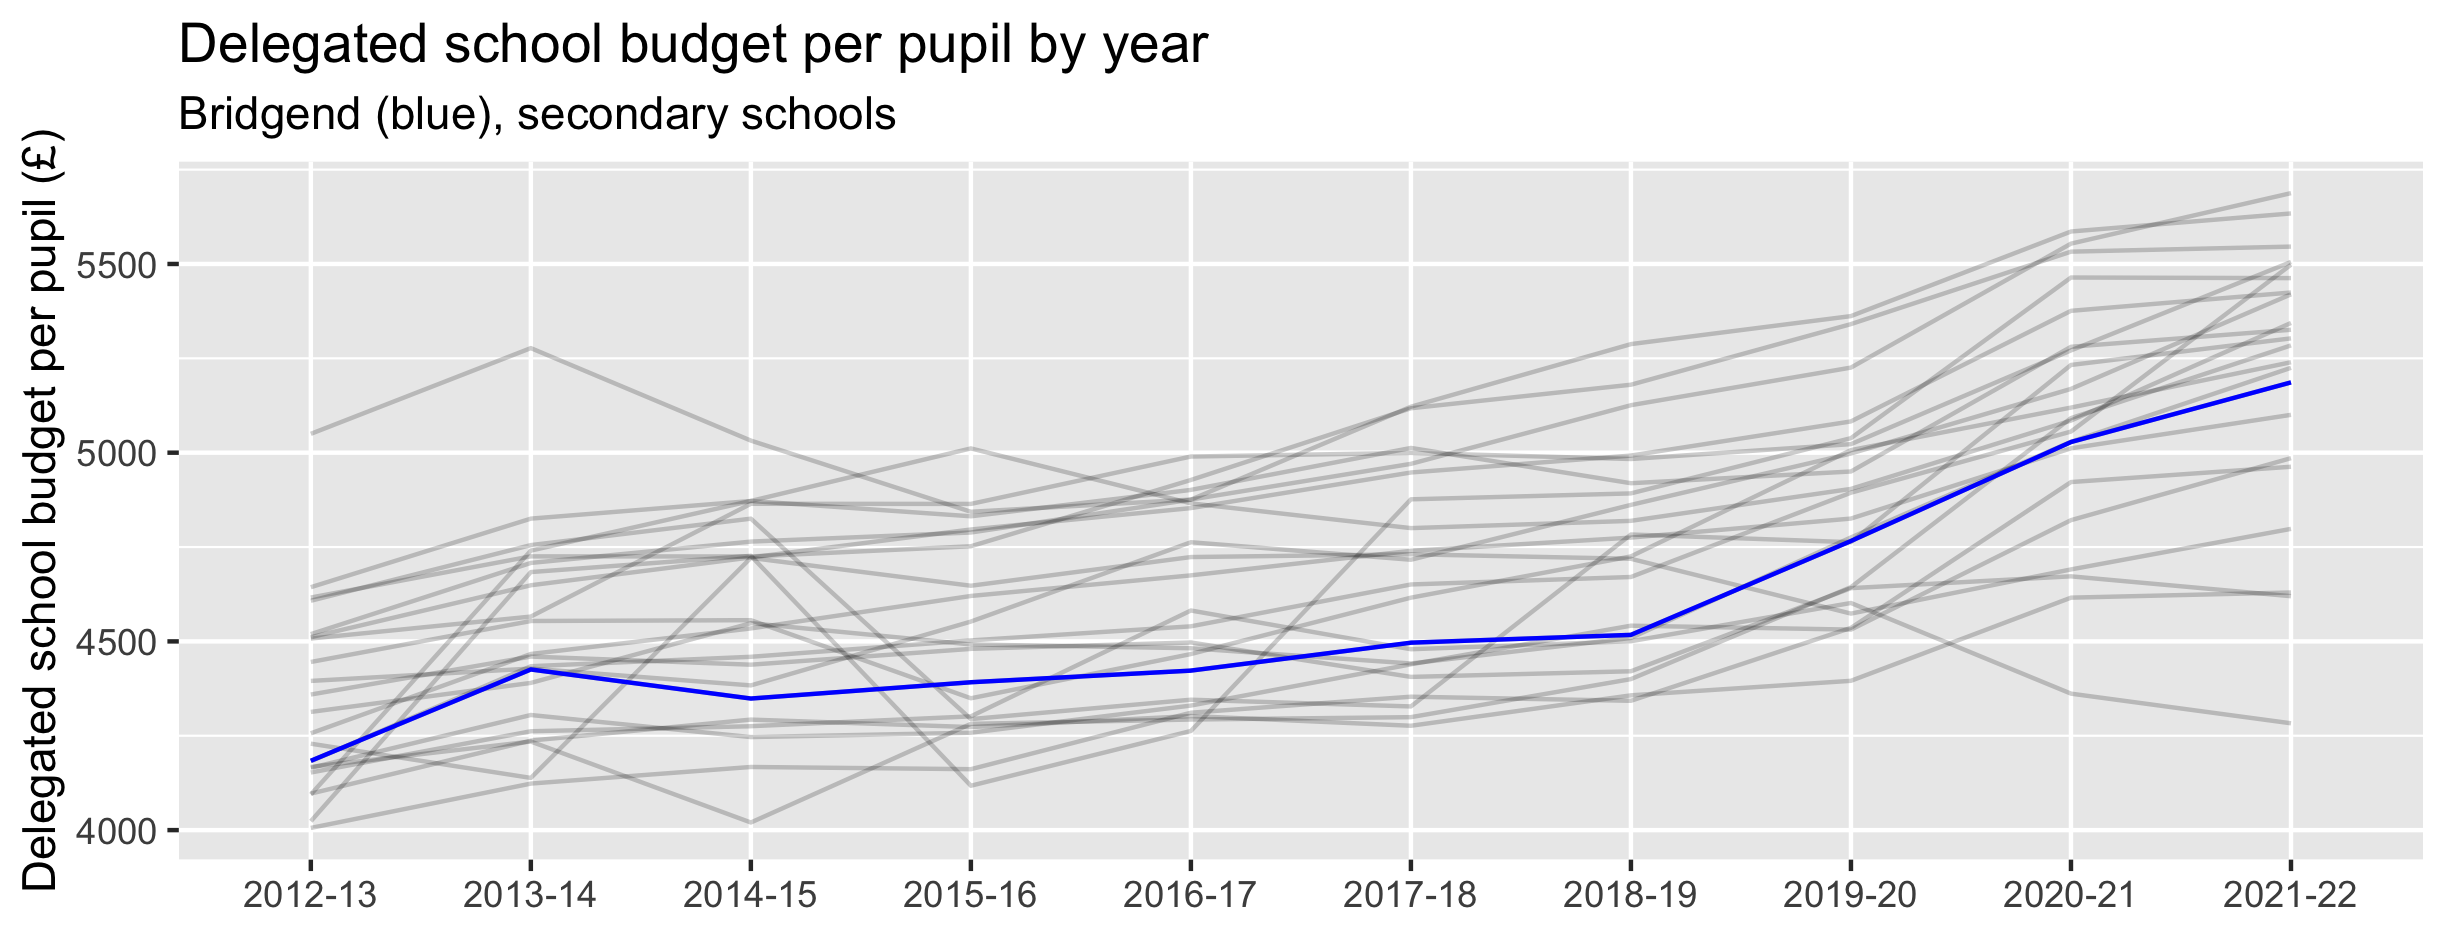 Delegated school budget per pupil by year
Bridgend (blue), secondary schools
Delegated school budget per pupil (£)
5500
5000
4500
4000
2012-13 2013-14 2014-15 2015-16 2016-17 2017-18 2018-19 2019-20 2020-21 2021-22